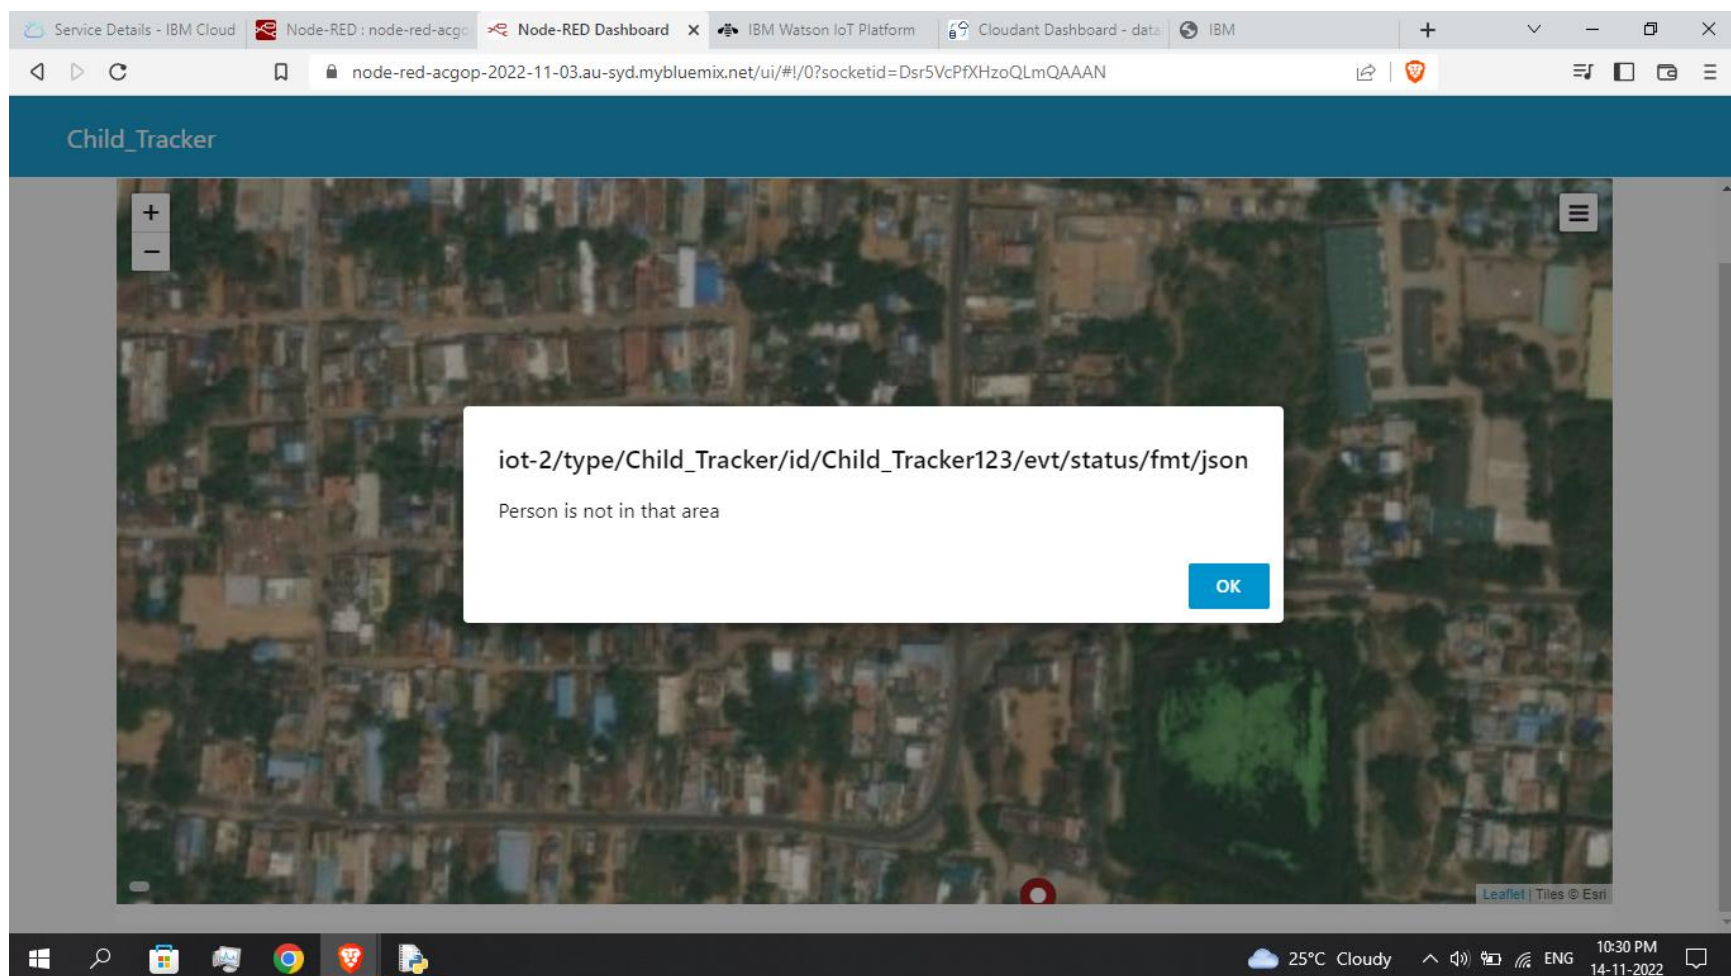 Service Details - IBM Cloud
Node-RED : node-red-acgo
Node-RED Dashboard
IBM Watson IoT Platform
Cloudant Dashboard - data
IBM
node-red-acgop-2022-11-03.au-syd.mybluemix.net/ui/#!/0?socketid=Dsr5VcPfXHzoQLmQAAAN
Child_Tracker
+
−
iot-2/type/Child_Tracker/id/Child_Tracker123/evt/status/fmt/json
Person is not in that area
OK
Leaflet | Tiles © Esri
25°C Cloudy
ENG
10:30 PM
14-11-2022